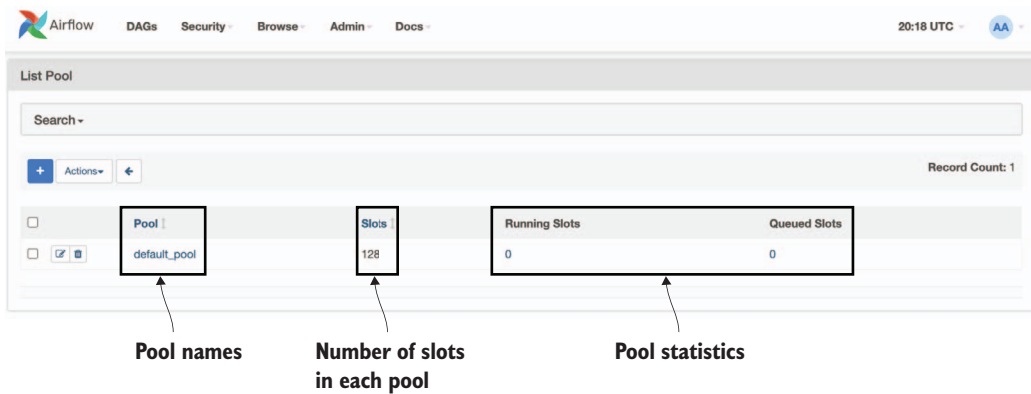 Airflow DAGs Security Browse Admin Docs 20:18 UTC AA
List Pool
Search
+ Actions Record Count: 1
Pool Slots Running Slots Queued Slots
default_pool 128 0 0
Pool names Number of slots Pool statistics
in each pool